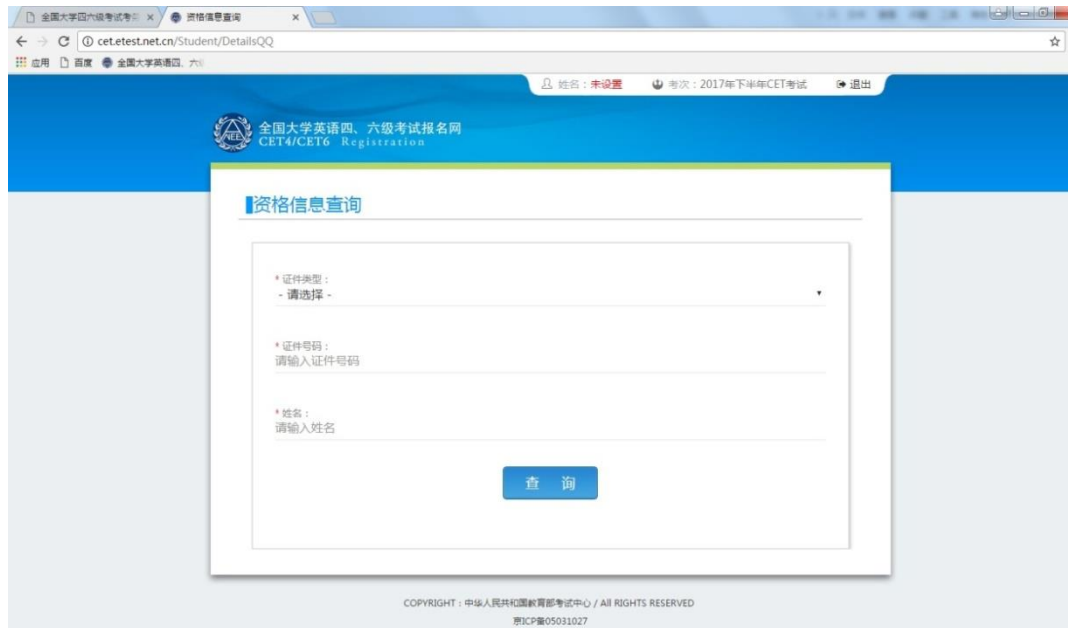 全国大学四六级考试考
资格信息查询
cet.etest.net.cn/Student/DetailsQQ
应用 百度 全国大学英语四、六
姓名：未设置 考次：2017年下半年CET考试 退出
全国大学英语四、六级考试报名网
CET4/CET6 Registration
资格信息查询
* 证件类型：
- 请选择 -
* 证件号码：
请输入证件号码
* 姓名：
请输入姓名
查 询
COPYRIGHT：中华人民共和国教育部考试中心 / All RIGHTS RESERVED
京ICP备05031027